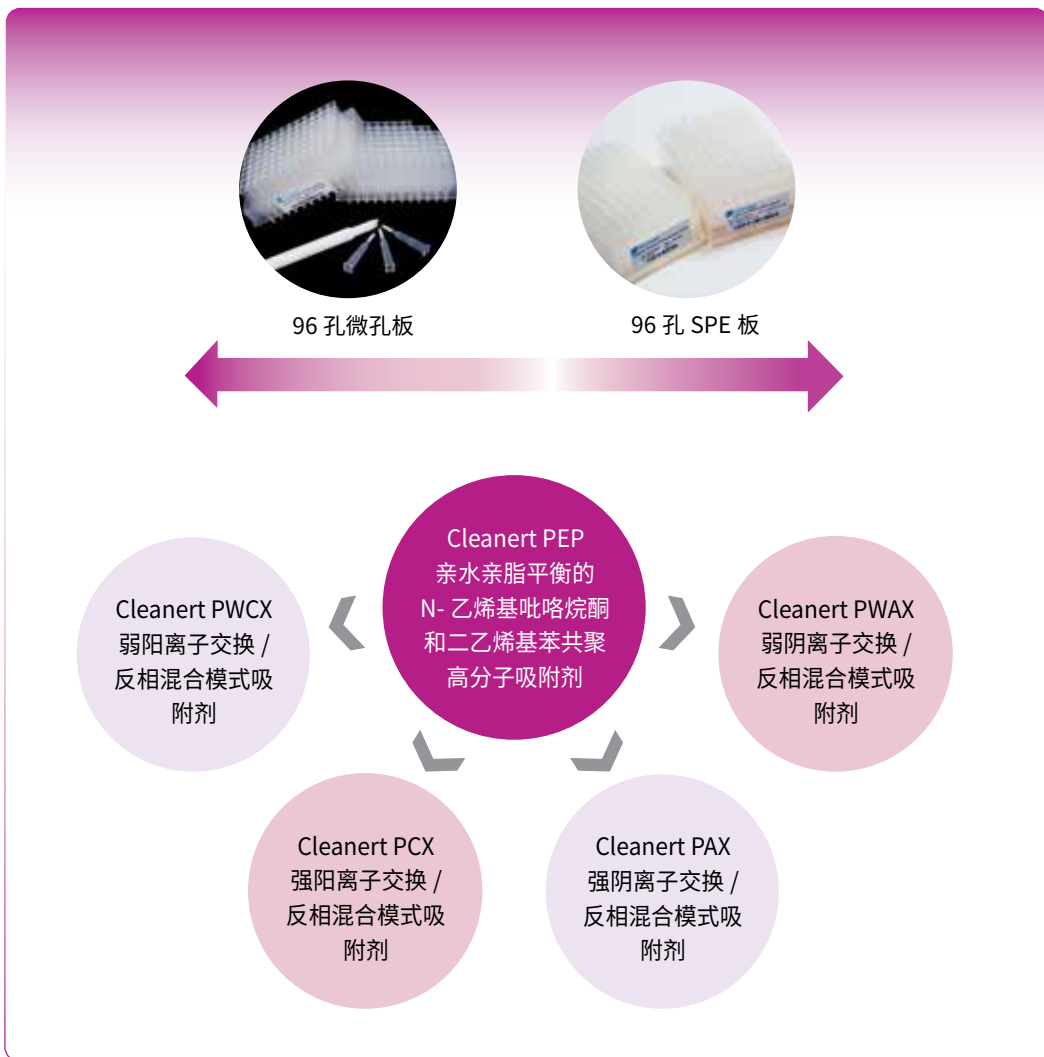 96 孔微孔板
96 孔 SPE 板
Cleanert PEP
亲水亲脂平衡的
N- 乙烯基吡咯烷酮
和二乙烯基苯共聚
高分子吸附剂
Cleanert PWCX
弱阳离子交换 /
反相混合模式吸
附剂
Cleanert PWAX
弱阴离子交换 /
反相混合模式吸
附剂
Cleanert PCX
强阳离子交换 /
反相混合模式吸
附剂
Cleanert PAX
强阴离子交换 /
反相混合模式吸
附剂